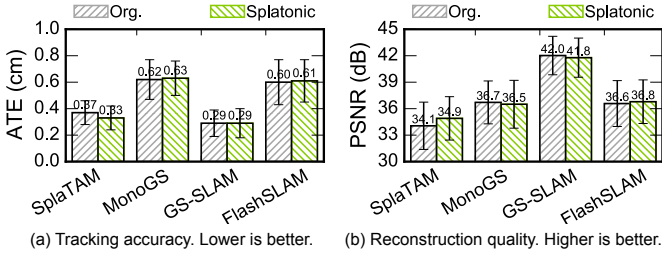 Org. Splatonic
ATE (cm)
1.0
0.8
0.6
0.4
0.2
0.0
0.37 0.33 0.62 0.63 0.29 0.29 0.60 0.61
SplaTAM MonoGS GS-SLAM FlashSLAM
(a) Tracking accuracy. Lower is better.
Org. Splatonic
PSNR (dB)
45
42
39
36
33
30
34.1 34.9 36.7 36.5 42.0 41.8 36.6 36.8
SplaTAM MonoGS GS-SLAM FlashSLAM
(b) Reconstruction quality. Higher is better.